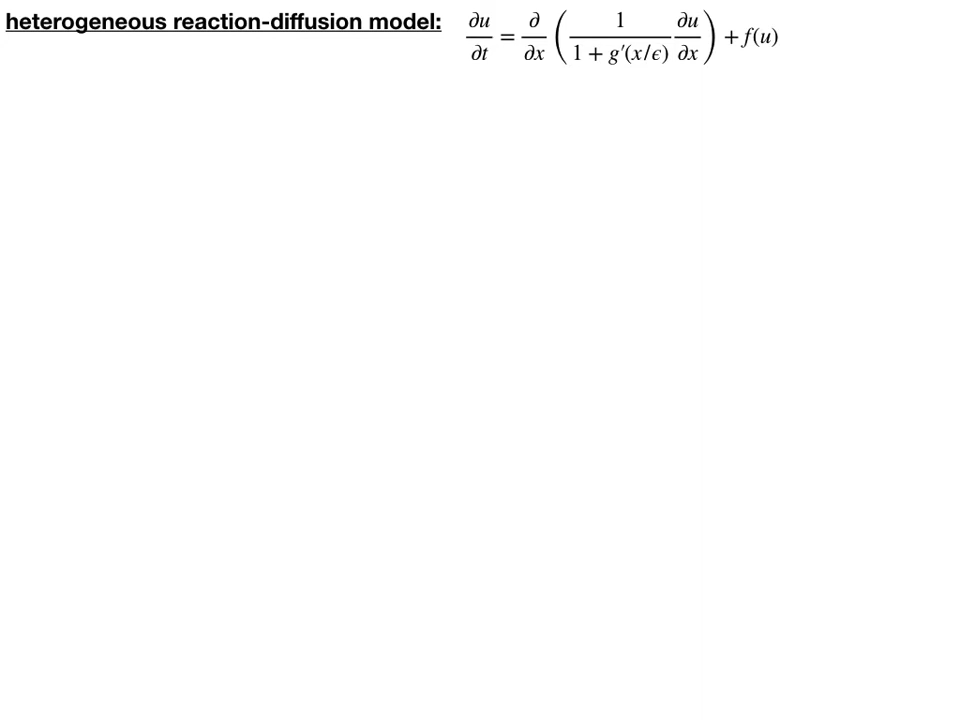 heterogeneous reaction-diffusion model: ∂u/∂t = ∂/∂x (1/(1 + g′(x/ϵ)) ∂u/∂x) + f(u)